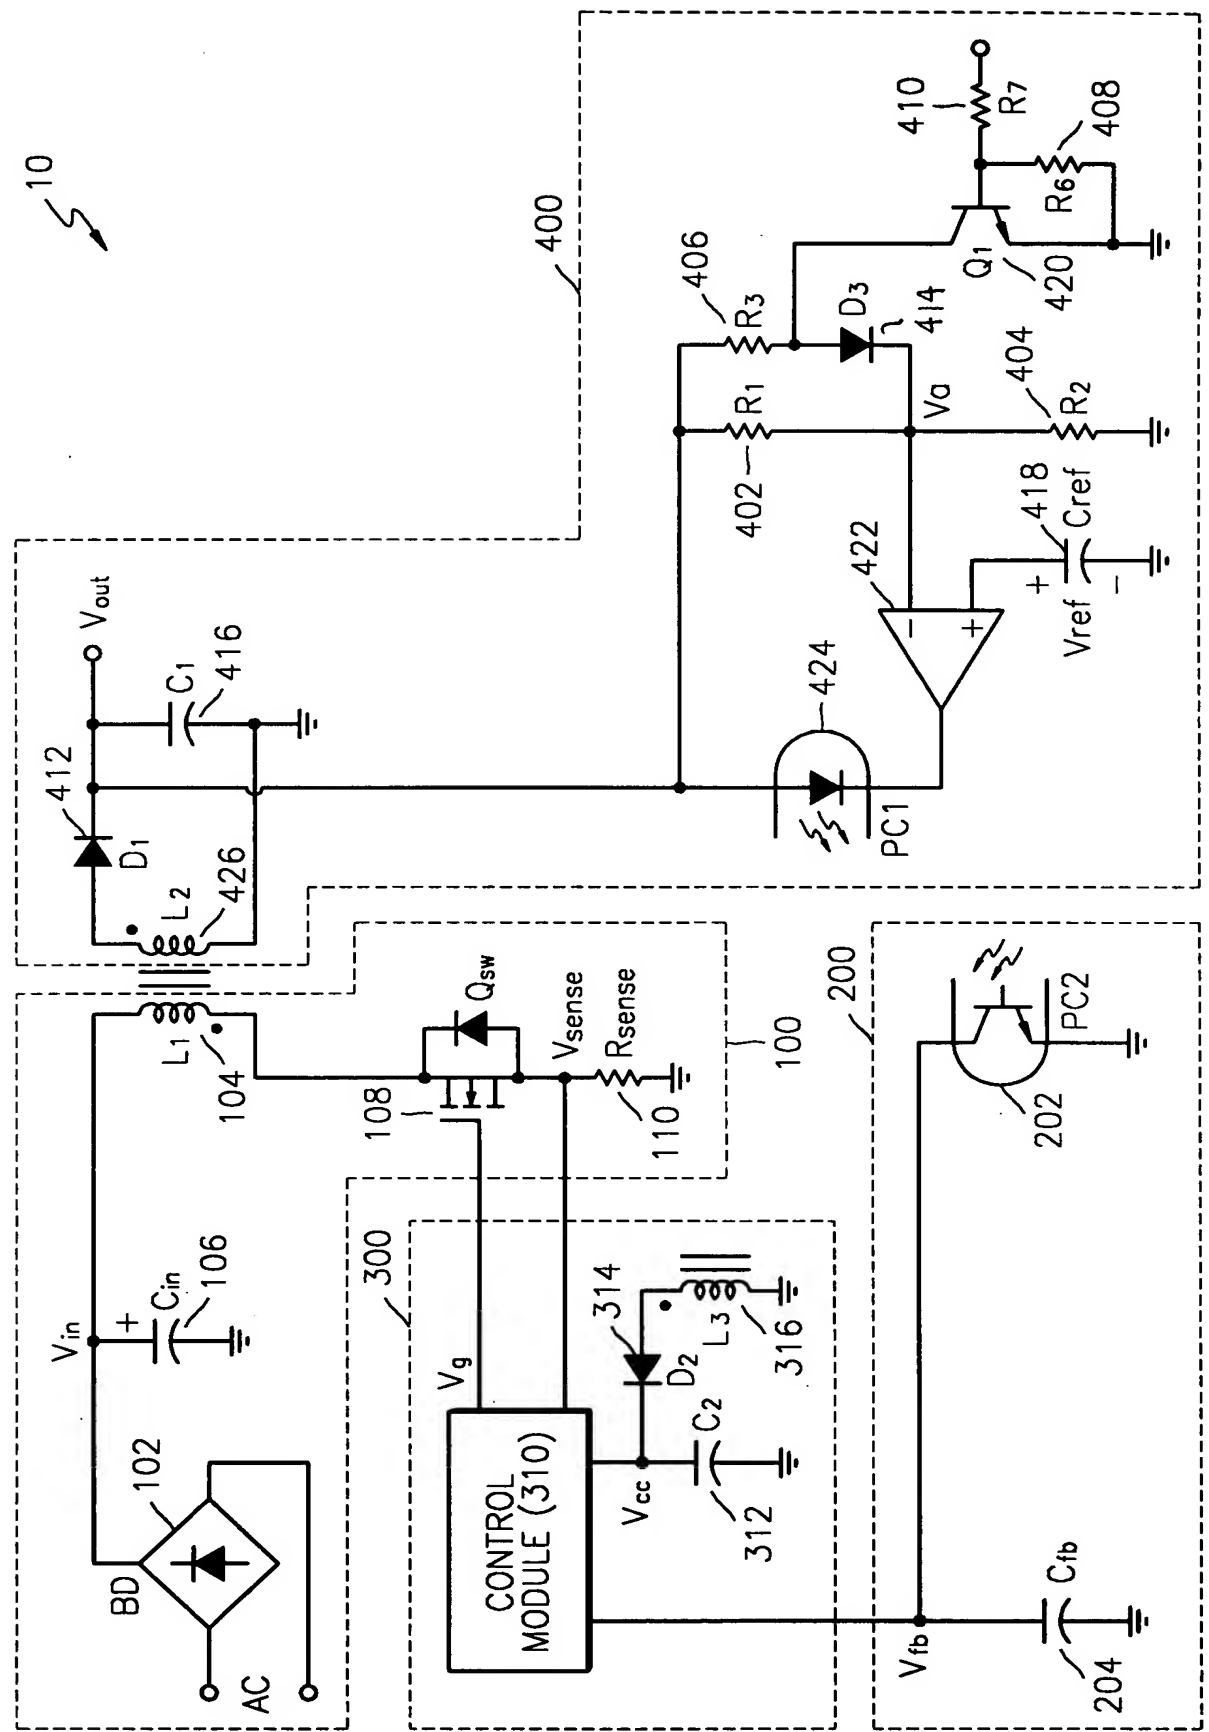 10
400
Vout
412
D1
C1
416
L2
426
L1
104
Vin
+
Cin
106
BD
102
AC
406
R3
D3
414
R1
402
Va
404
R2
410
R7
408
R6
Q1
420
422
-
+
418
Cref
+
Vref
-
424
PC1
Qsw
108
Vsense
Rsense
110
100
300
Vg
CONTROL
MODULE (310)
314
D2
L3
316
Vcc
C2
312
200
PC2
202
Vfb
Cfb
204